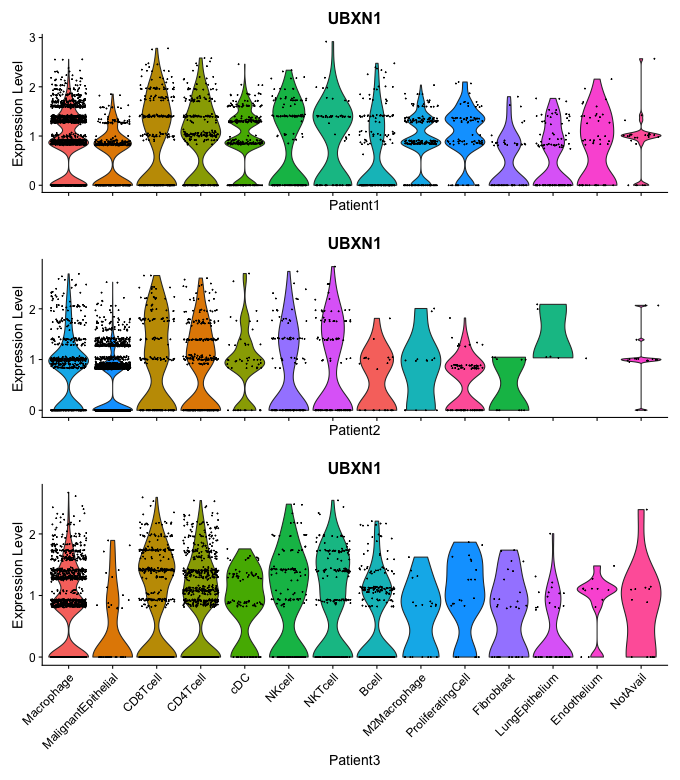 UBXN1
Expression Level
3
2
1
0
Patient1
UBXN1
Expression Level
2
1
0
Patient2
UBXN1
Expression Level
2
1
0
Macrophage
MalignantEpithelial
CD8Tcell
CD4Tcell
cDC
NKcell
NKTcell
Bcell
M2Macrophage
ProliferatingCell
Fibroblast
LungEpithelium
Endothelium
NotAvail
Patient3